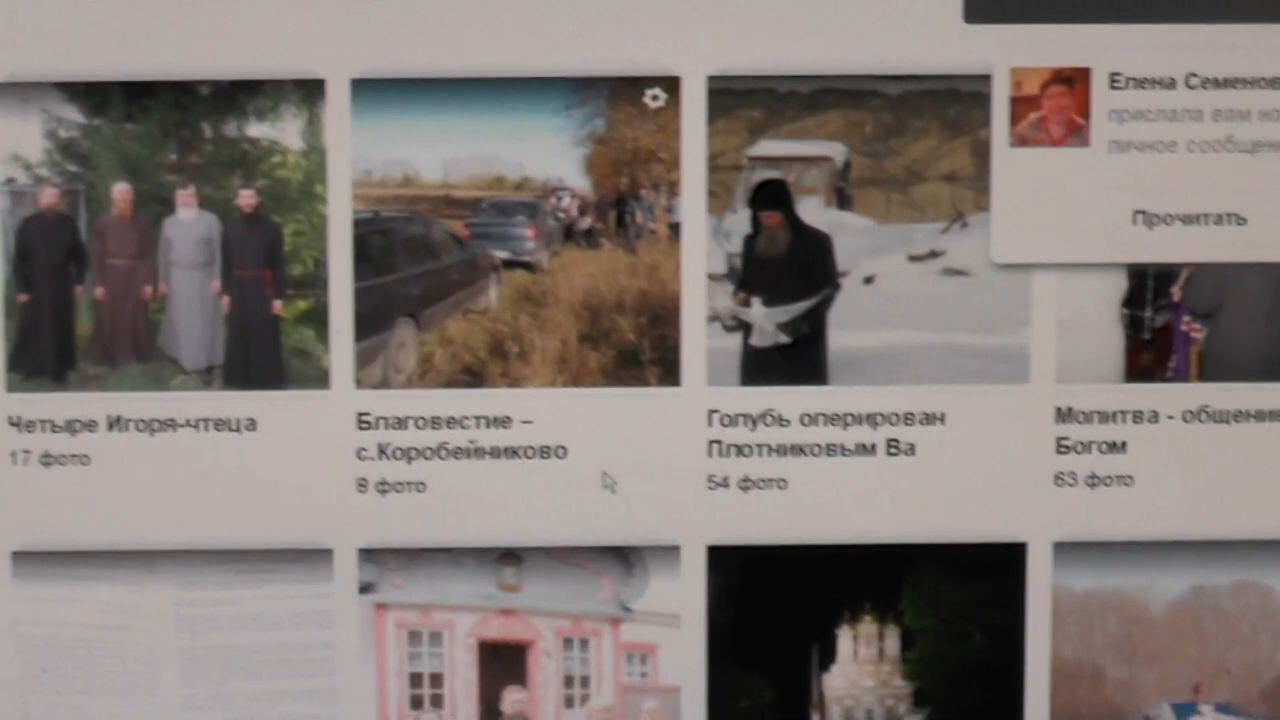 Елена Семенов
прислала вам но
личное сообщен
Прочитать
Четыре Игоря-чтеца
17 фото
Благовестие –
с.Коробейниково
8 фото
Голубь оперирован
Плотниковым Ва
54 фото
Молитва - общени
Богом
63 фото